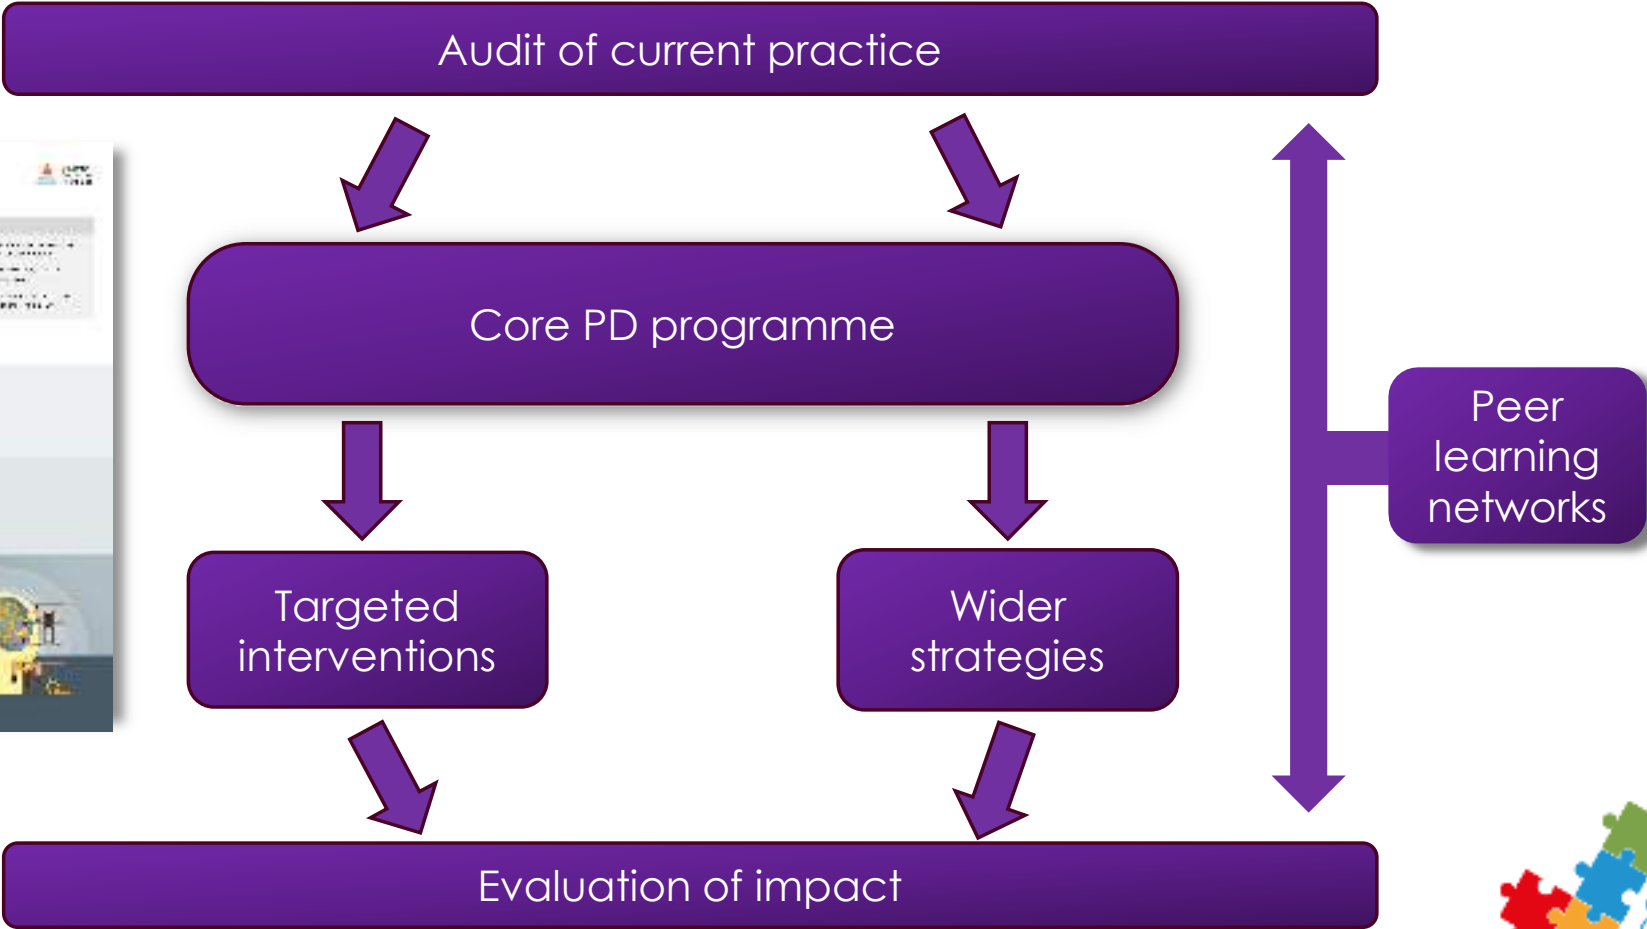 Audit of current practice
Core PD programme
Peer
learning
networks
Targeted
interventions
Wider
strategies
Evaluation of impact